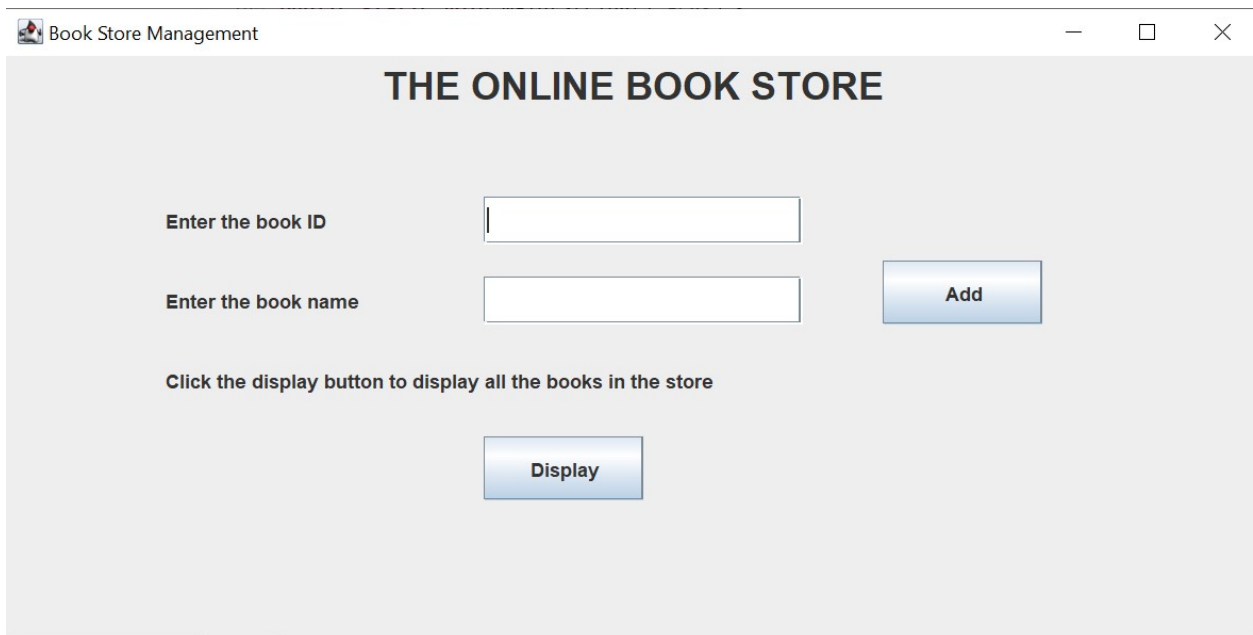 Book Store Management
THE ONLINE BOOK STORE
Enter the book ID
Enter the book name
Add
Click the display button to display all the books in the store
Display